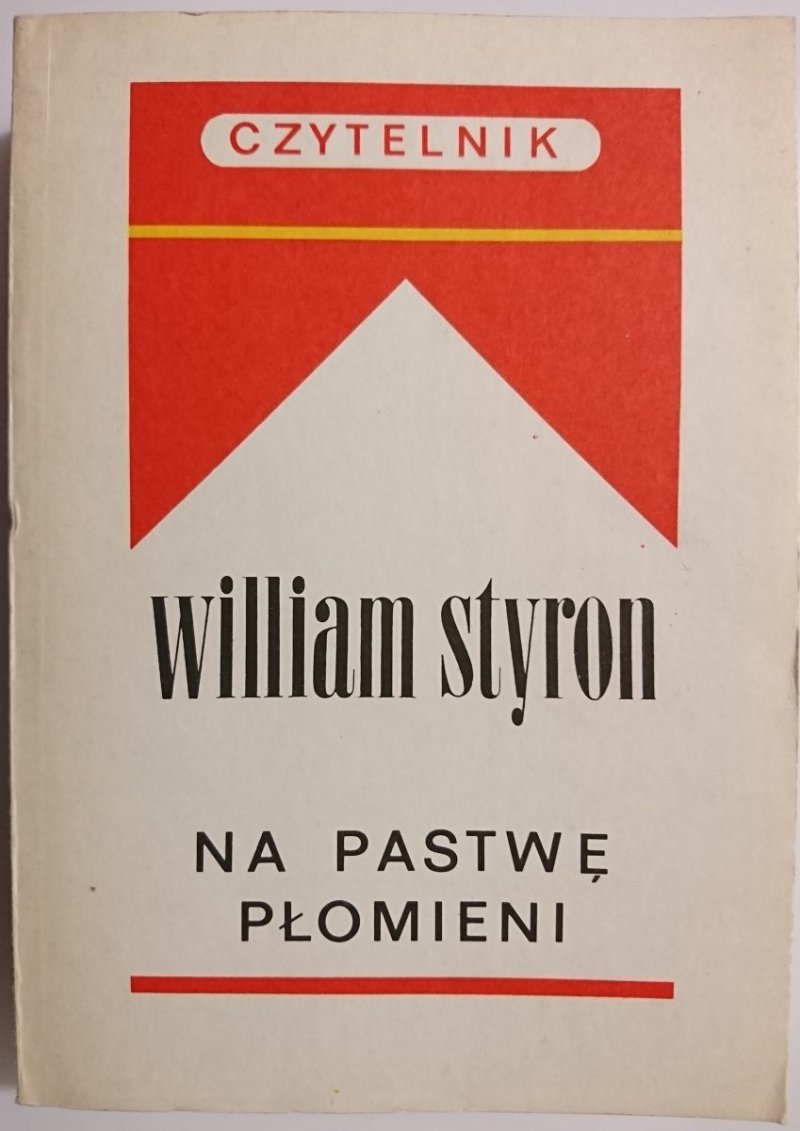 CZYTELNIK
william styron
NA PASTWĘ
PŁOMIENI